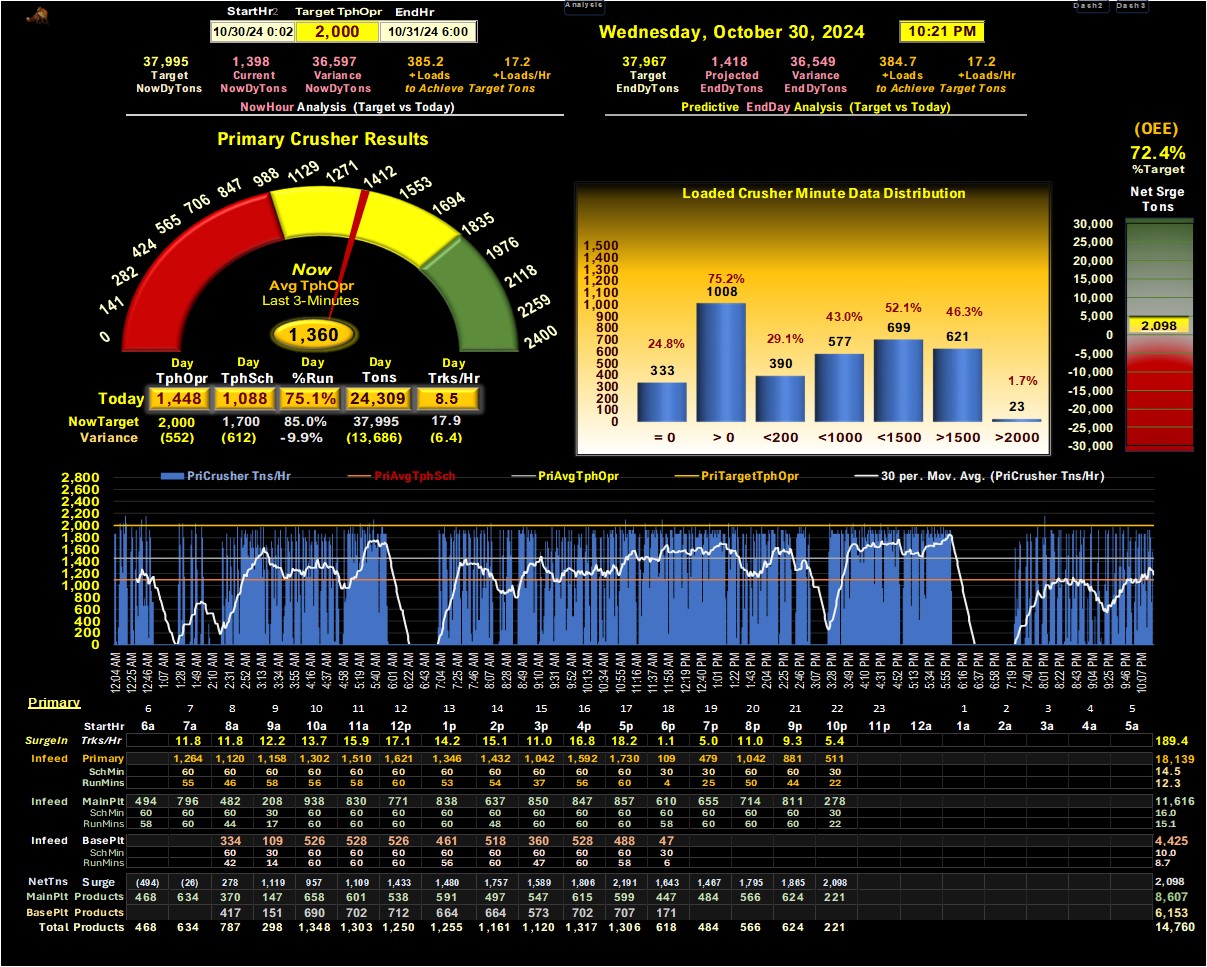 Analysis
Dash2 Dash3
StartHr2 Target TphOpr EndHr
10/30/24 0:02 2,000 10/31/24 6:00
Wednesday, October 30, 2024 10:21 PM
37,995 1,398 36,597 385.2 17.2
Target Current Variance +Loads +Loads/Hr
NowDyTons NowDyTons NowDyTons to Achieve Target Tons
NowHour Analysis (Target vs Today)
37,967 1,418 36,549 384.7 17.2
Target Projected Variance +Loads +Loads/Hr
EndDyTons EndDyTons EndDyTons to Achieve Target Tons
Predictive EndDay Analysis (Target vs Today)
(OEE)
72.4%
%Target
Net Srge
Tons
30,000
25,000
20,000
15,000
10,000
5,000
2,098
0
-5,000
-10,000
-15,000
-20,000
-25,000
-30,000
Primary Crusher Results
0 141 282 424 565 706 847 988 1129 1271 1412 1553 1694 1835 1976 2118 2259 2400
Now
Avg TphOpr
Last 3-Minutes
1,360
Day Day Day Day Day
TphOpr TphSch %Run Tons Trks/Hr
Today 1,448 1,088 75.1% 24,309 8.5
NowTarget 2,000 1,700 85.0% 37,995 17.9
Variance (552) (612) -9.9% (13,686) (6.4)
Loaded Crusher Minute Data Distribution
1,500
1,400
1,300
1,200
1,100
1,000
900
800
700
600
500
400
300
200
100
0
24.8% 75.2% 29.1% 43.0% 52.1% 46.3% 1.7%
333 1008 390 577 699 621 23
= 0 > 0 <200 <1000 <1500 >1500 >2000
PriCrusher Tns/Hr PriAvgTphSch PriAvgTphOpr PriTargetTphOpr 30 per. Mov. Avg. (PriCrusher Tns/Hr)
2,800
2,600
2,400
2,200
2,000
1,800
1,600
1,400
1,200
1,000
800
600
400
200
0
12:04 AM 12:25 AM 12:46 AM 1:07 AM 1:28 AM 1:49 AM 2:10 AM 2:31 AM 2:52 AM 3:13 AM 3:34 AM 3:55 AM 4:16 AM 4:37 AM 4:58 AM 5:19 AM 5:40 AM 6:01 AM 6:22 AM 6:43 AM 7:04 AM 7:25 AM 7:46 AM 8:07 AM 8:28 AM 8:49 AM 9:10 AM 9:31 AM 9:52 AM 10:13 AM 10:34 AM 10:55 AM 11:16 AM 11:37 AM 11:58 AM 12:19 PM 12:40 PM 1:01 PM 1:22 PM 1:43 PM 2:04 PM 2:25 PM 2:46 PM 3:07 PM 3:28 PM 3:49 PM 4:10 PM 4:31 PM 4:52 PM 5:13 PM 5:34 PM 5:55 PM 6:16 PM 6:37 PM 6:58 PM 7:19 PM 7:40 PM 8:01 PM 8:22 PM 8:43 PM 9:04 PM 9:25 PM 9:46 PM 10:07 PM
Primary 6 7 8 9 10 11 12 13 14 15 16 17 18 19 20 21 22 23 1 2 3 4 5
StartHr 6a 7a 8a 9a 10a 11a 12p 1p 2p 3p 4p 5p 6p 7p 8p 9p 10p 11p 12a 1a 2a 3a 4a 5a
SurgeIn Trks/Hr 11.8 11.8 12.2 13.7 15.9 17.1 14.2 15.1 11.0 16.8 18.2 1.1 5.0 11.0 9.3 5.4 189.4
Infeed Primary 1,264 1,120 1,158 1,302 1,510 1,621 1,346 1,432 1,042 1,592 1,730 109 479 1,042 881 511 18,139
SchMin 60 60 60 60 60 60 60 60 60 60 60 30 30 60 60 30 14.5
RunMins 55 46 58 56 58 60 53 54 37 57 56 4 25 50 44 22 12.3
Infeed MainPlt 494 796 482 208 938 830 771 838 637 850 847 857 610 655 714 811 278 11,616
SchMin 60 60 60 30 60 60 60 60 60 60 60 60 60 60 60 60 30 16.0
RunMins 58 60 44 17 60 60 60 60 48 60 60 60 58 60 60 60 22 15.1
Infeed BasePlt 334 109 526 528 526 461 518 360 528 488 47 4,425
SchMin 60 30 60 60 60 60 60 60 60 60 30 10.0
RunMins 42 14 60 60 60 56 60 47 60 58 6 8.7
NetTns Surge (494) (26) 278 1,119 957 1,109 1,433 1,480 1,757 1,589 1,806 2,191 1,643 1,467 1,795 1,865 2,098 2,098
MainPlt Products 468 634 370 147 658 601 538 591 497 547 615 599 447 484 566 624 221 8,607
BasePlt Products 417 151 690 702 712 664 664 573 702 707 171 6,153
Total Products 468 634 787 298 1,348 1,303 1,250 1,255 1,161 1,120 1,317 1,306 618 484 566 624 221 14,760